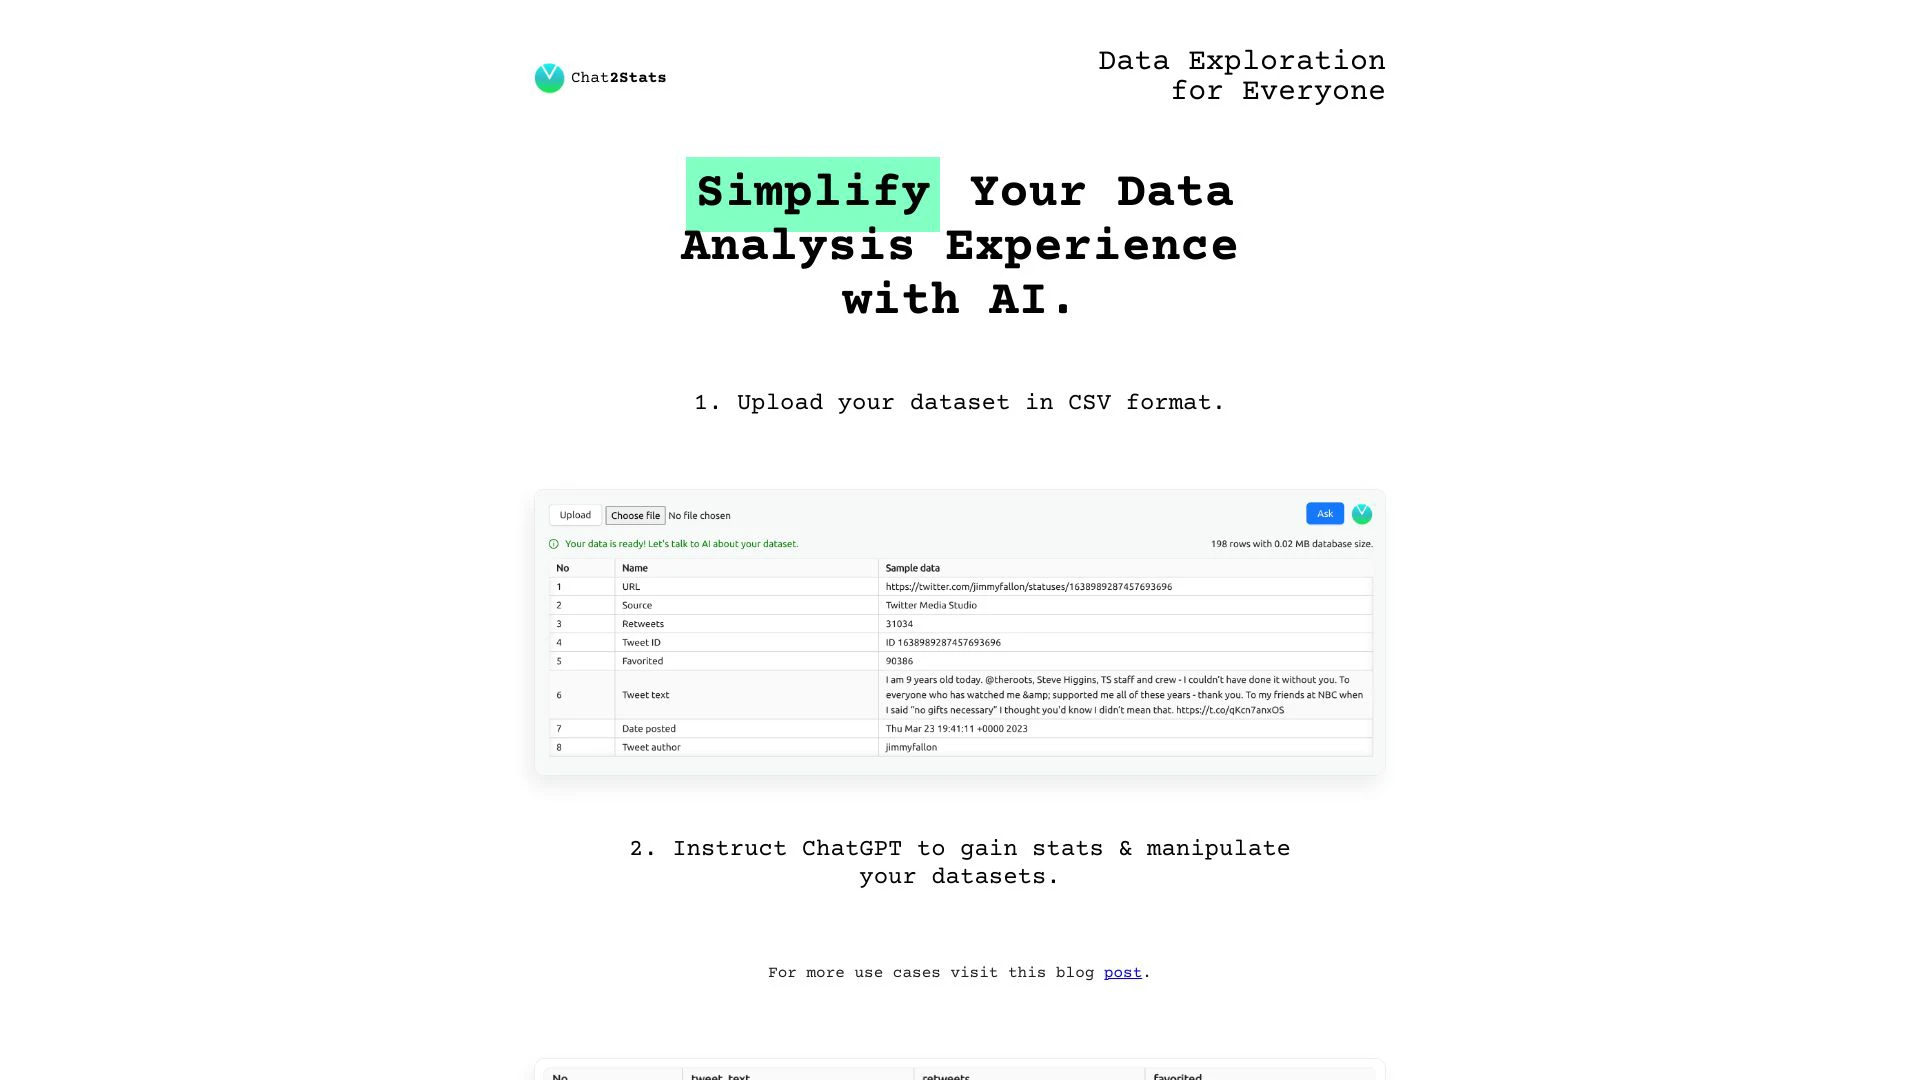 Chat2Stats
Data Exploration
for Everyone
Simplify Your Data
Analysis Experience
with AI.
1. Upload your dataset in CSV format.
Upload Choose file No file chosen Ask
Your data is ready! Let's talk to AI about your dataset. 198 rows with 0.02 MB database size.
No Name Sample data
1 URL https://twitter.com/jimmyfallon/statuses/1638989287457693696
2 Source Twitter Media Studio
3 Retweets 31034
4 Tweet ID ID 1638989287457693696
5 Favorited 90386
6 Tweet text I am 9 years old today. @theroots, Steve Higgins, TS staff and crew - I couldn't have done it without you. To
everyone who has watched me &amp; supported me all of these years - thank you. To my friends at NBC when
I said "no gifts necessary" I thought you'd know I didn't mean that. https://t.co/qKcn7anxOS
7 Date posted Thu Mar 23 19:41:11 +0000 2023
8 Tweet author jimmyfallon
2. Instruct ChatGPT to gain stats & manipulate
your datasets.
For more use cases visit this blog post.
No tweet_text retweets favorited